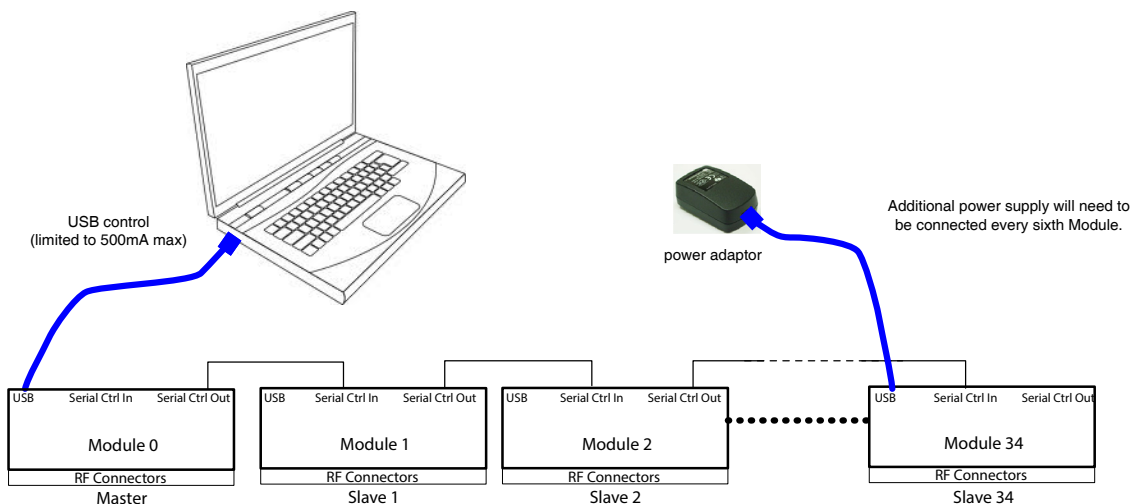 USB control
(limited to 500mA max)
power adaptor
Additional power supply will need to
be connected every sixth Module.
USB Serial Ctrl In Serial Ctrl Out
Module 0
RF Connectors
Master
USB Serial Ctrl In Serial Ctrl Out
Module 1
RF Connectors
Slave 1
USB Serial Ctrl In Serial Ctrl Out
Module 2
RF Connectors
Slave 2
USB Serial Ctrl In Serial Ctrl Out
Module 34
RF Connectors
Slave 34